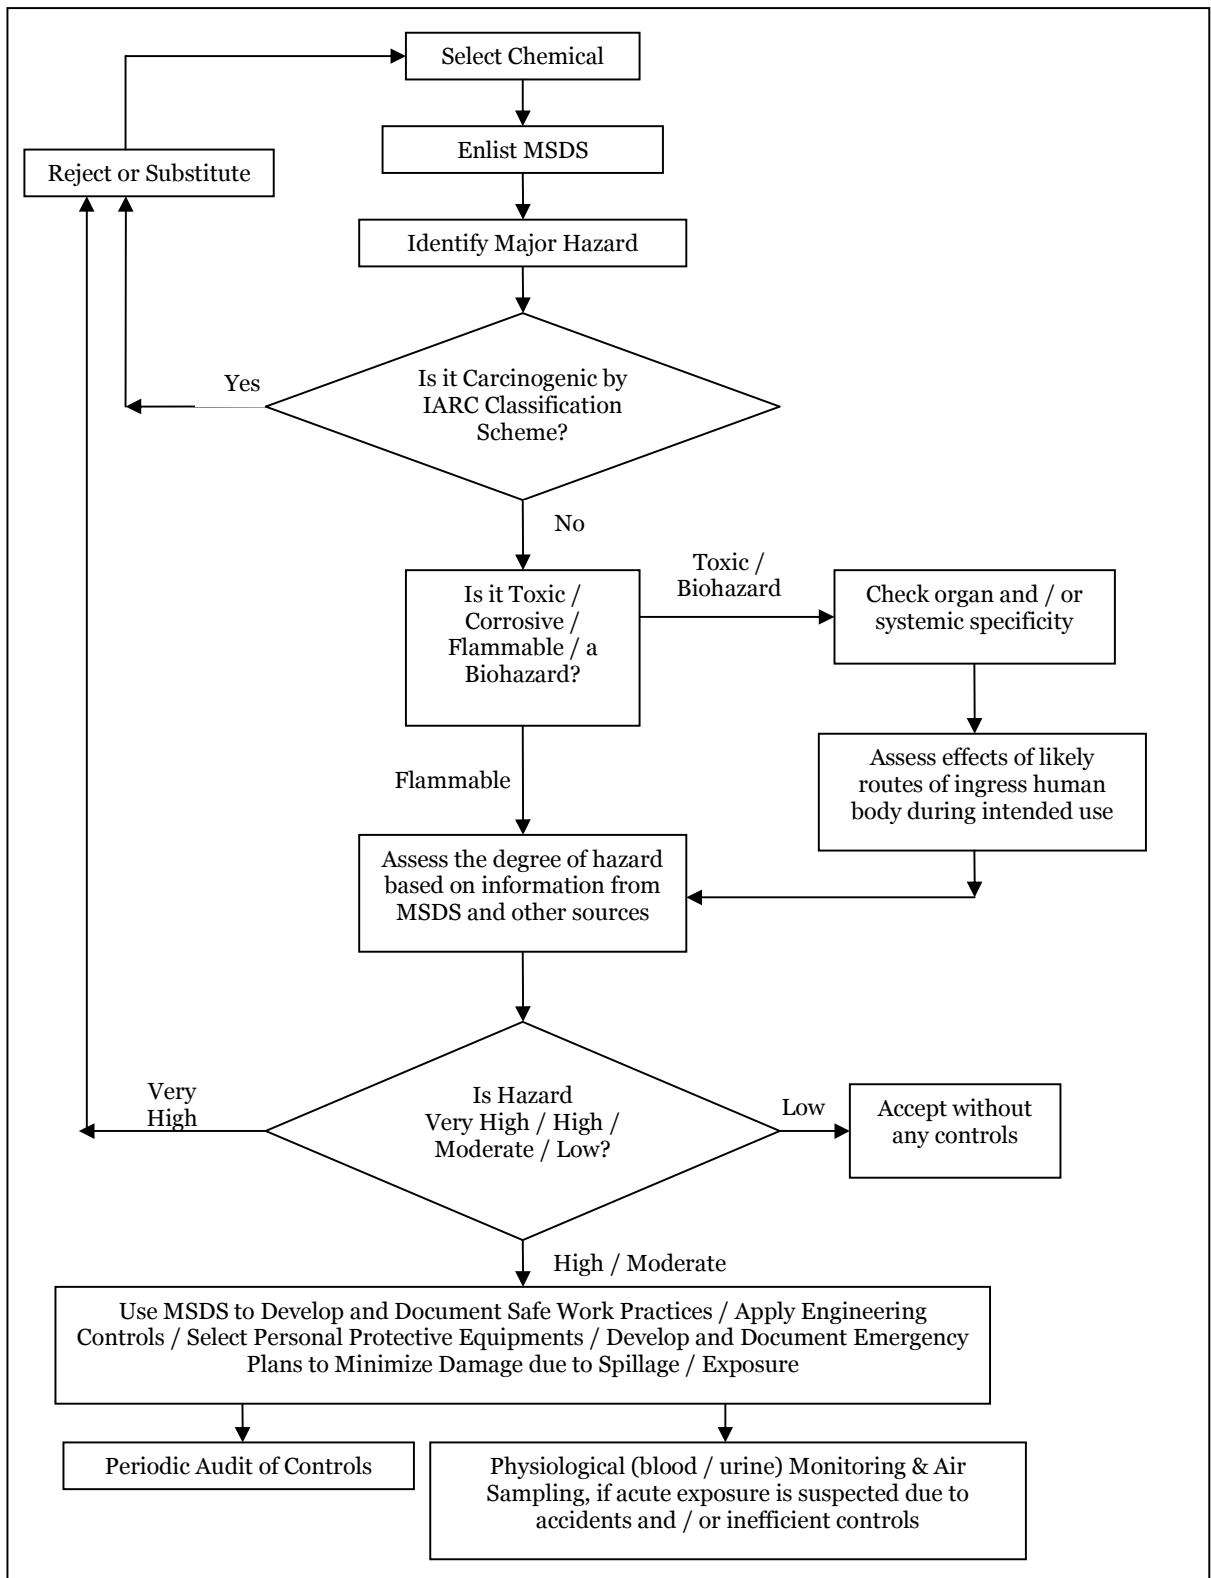 Select Chemical
Enlist MSDS
Reject or Substitute
Identify Major Hazard
Yes
Is it Carcinogenic by
IARC Classification
Scheme?
No
Toxic /
Biohazard
Is it Toxic /
Corrosive /
Flammable / a
Biohazard?
Check organ and / or
systemic specificity
Flammable
Assess effects of likely
routes of ingress human
body during intended use
Assess the degree of hazard
based on information from
MSDS and other sources
Very
High
Is Hazard
Very High / High /
Moderate / Low?
Low
Accept without
any controls
High / Moderate
Use MSDS to Develop and Document Safe Work Practices / Apply Engineering
Controls / Select Personal Protective Equipments / Develop and Document Emergency
Plans to Minimize Damage due to Spillage / Exposure
Periodic Audit of Controls
Physiological (blood / urine) Monitoring & Air
Sampling, if acute exposure is suspected due to
accidents and / or inefficient controls